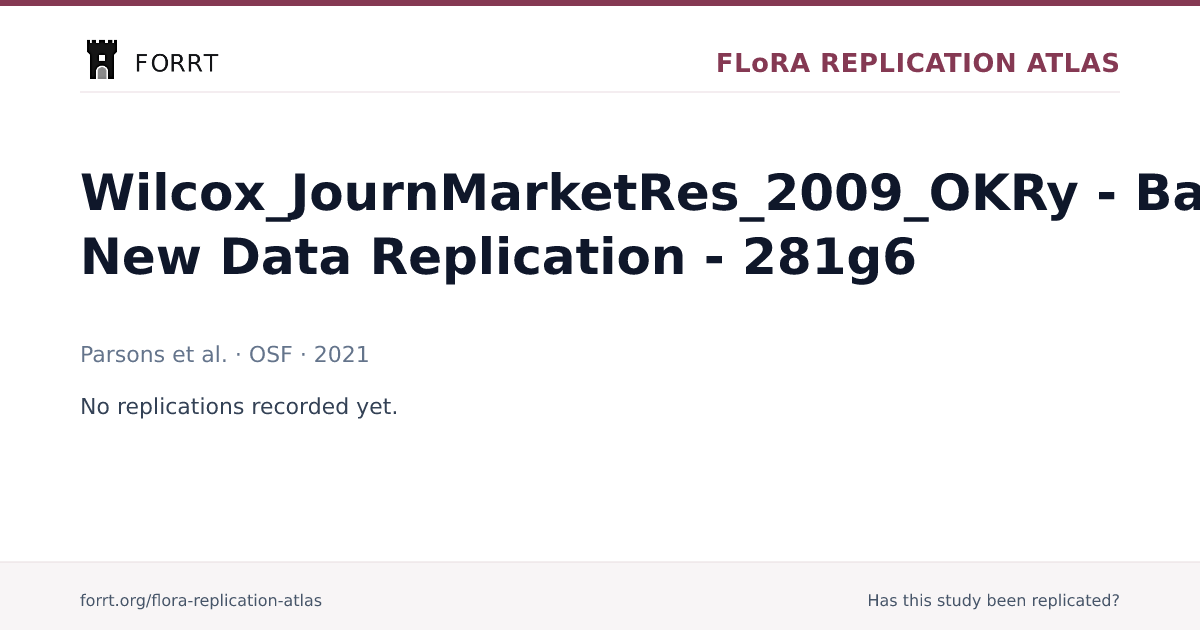 FORRT
FLoRA REPLICATION ATLAS
Wilcox_JournMarketRes_2009_OKRy - Ba
New Data Replication - 281g6
Parsons et al. · OSF · 2021
No replications recorded yet.
forrt.org/flora-replication-atlas
Has this study been replicated?